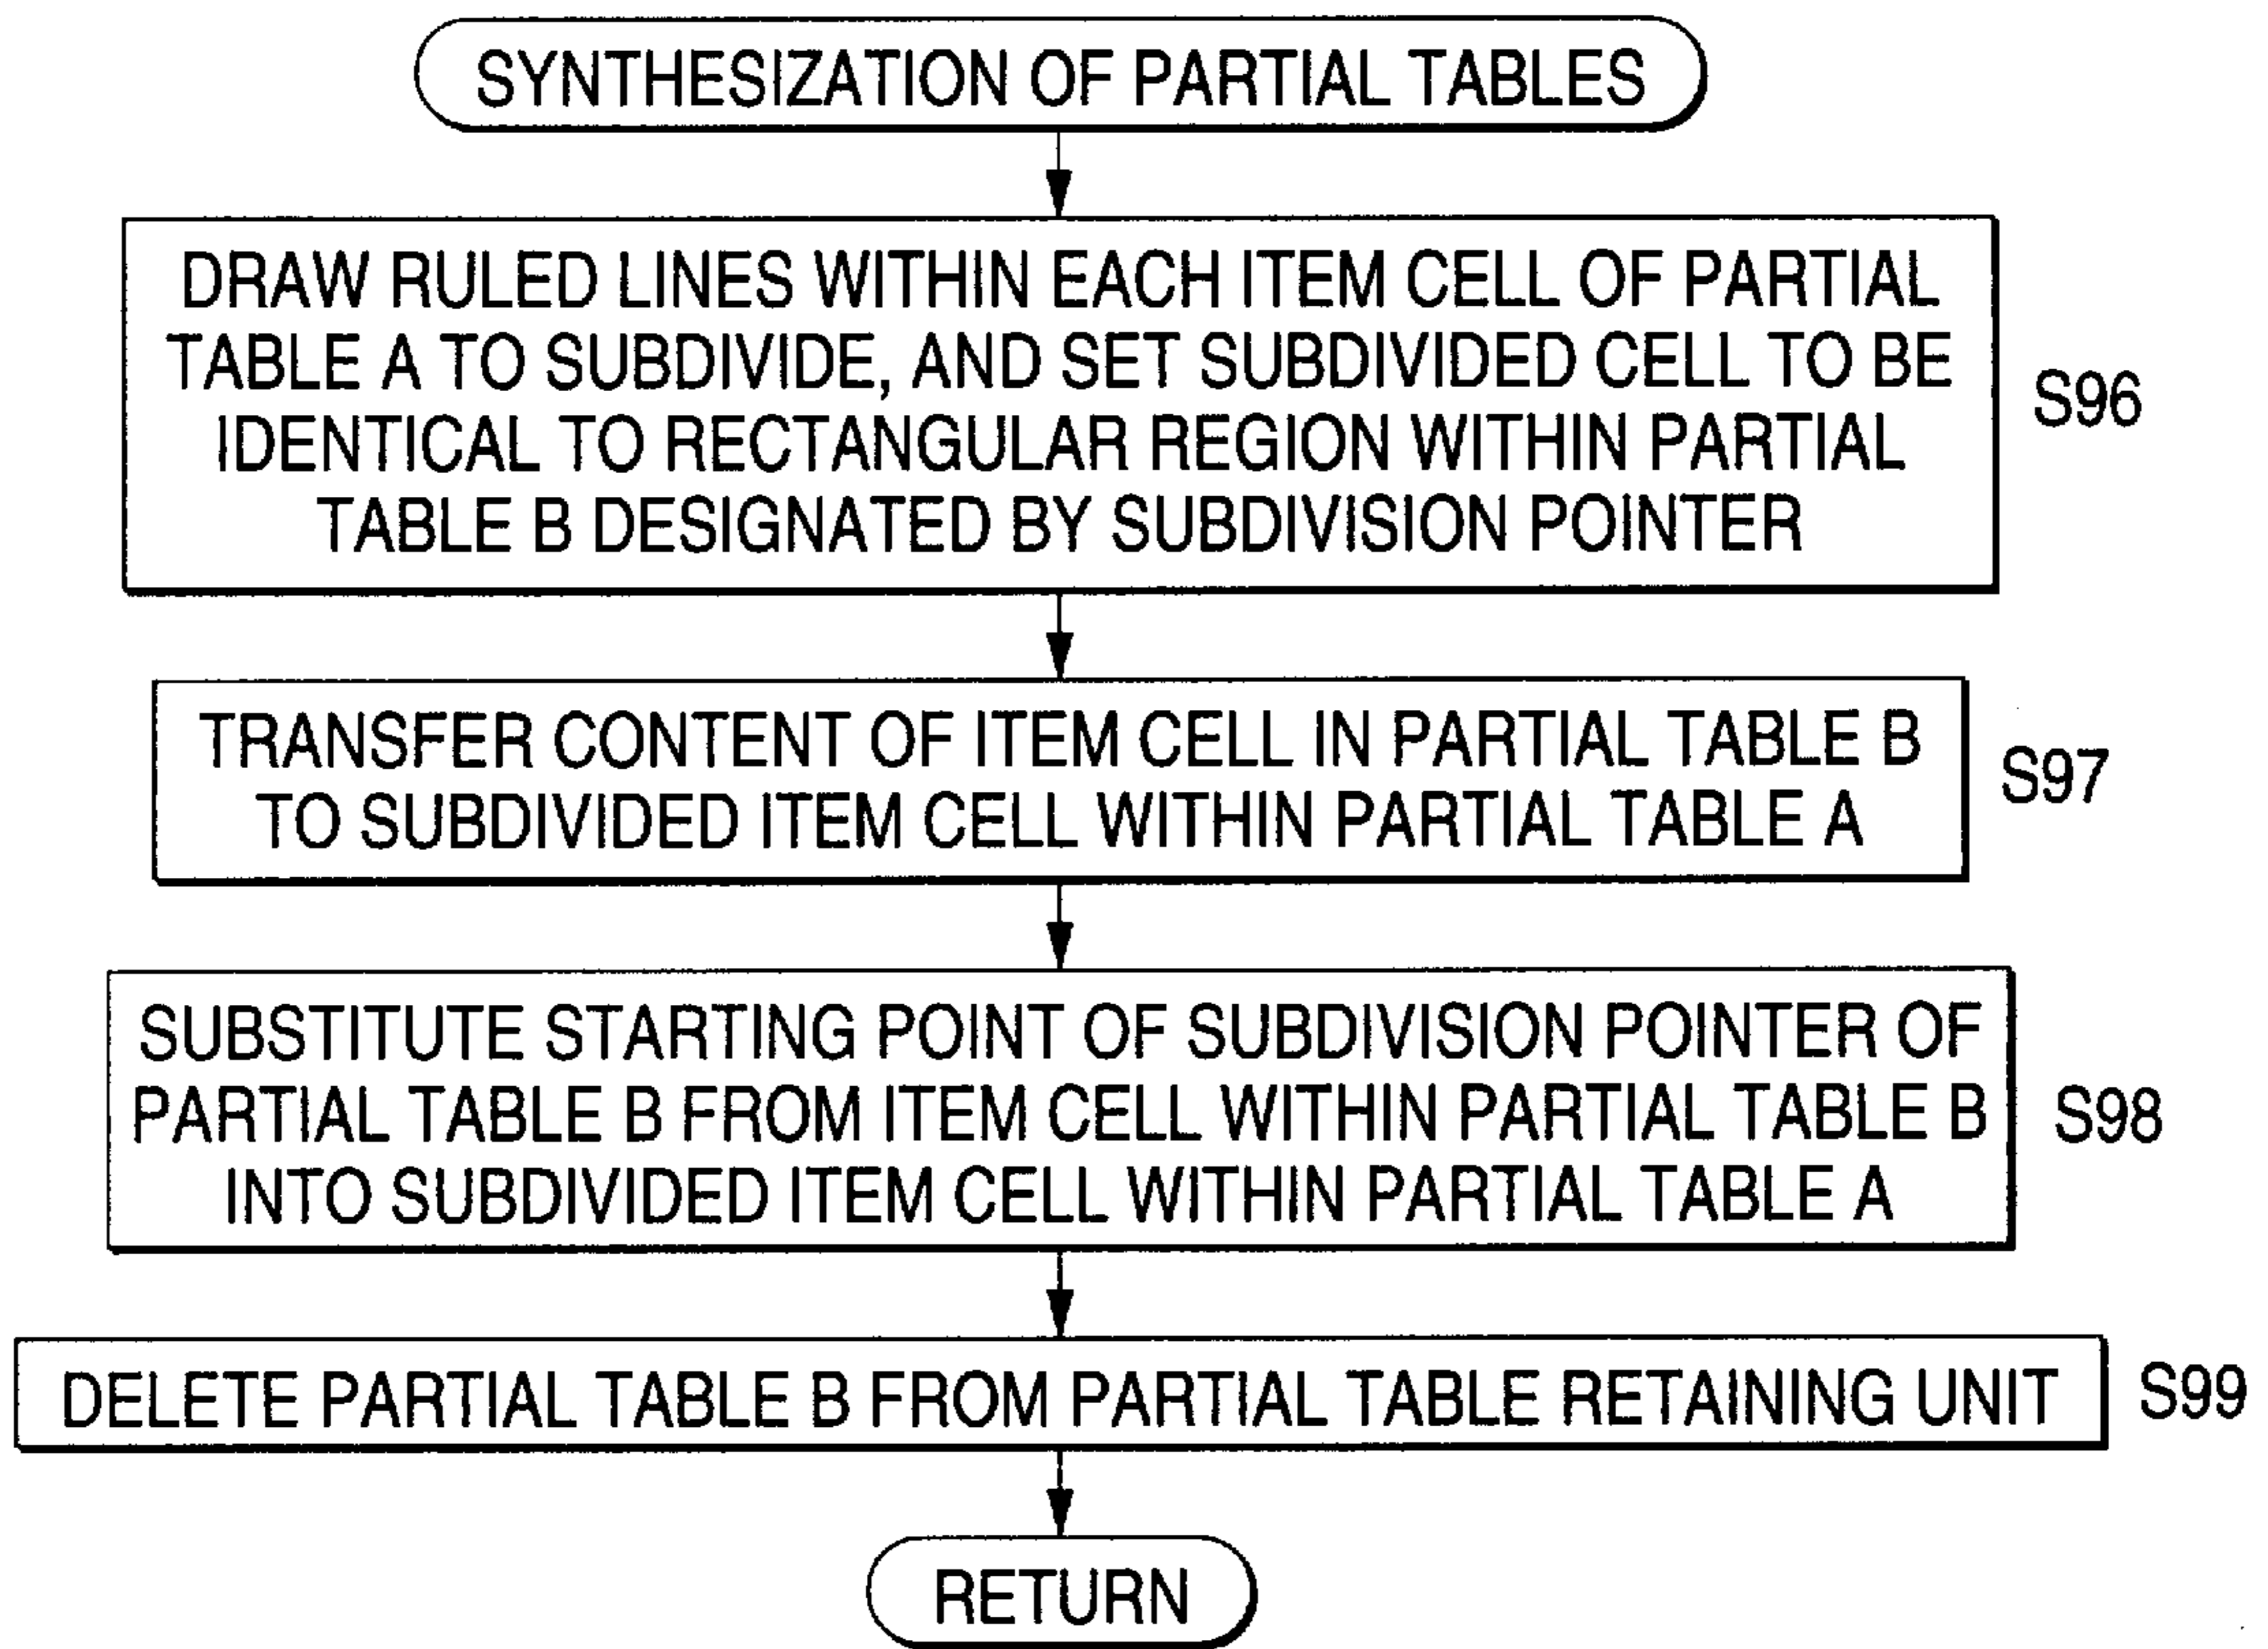 SYNTHESIZATION OF PARTIAL TABLES
DRAW RULED LINES WITHIN EACH ITEM CELL OF PARTIAL
TABLE A TO SUBDIVIDE, AND SET SUBDIVIDED CELL TO BE
IDENTICAL TO RECTANGULAR REGION WITHIN PARTIAL
TABLE B DESIGNATED BY SUBDIVISION POINTER
S96
TRANSFER CONTENT OF ITEM CELL IN PARTIAL TABLE B
TO SUBDIVIDED ITEM CELL WITHIN PARTIAL TABLE A
S97
SUBSTITUTE STARTING POINT OF SUBDIVISION POINTER OF
PARTIAL TABLE B FROM ITEM CELL WITHIN PARTIAL TABLE B
INTO SUBDIVIDED ITEM CELL WITHIN PARTIAL TABLE A
S98
DELETE PARTIAL TABLE B FROM PARTIAL TABLE RETAINING UNIT
S99
RETURN